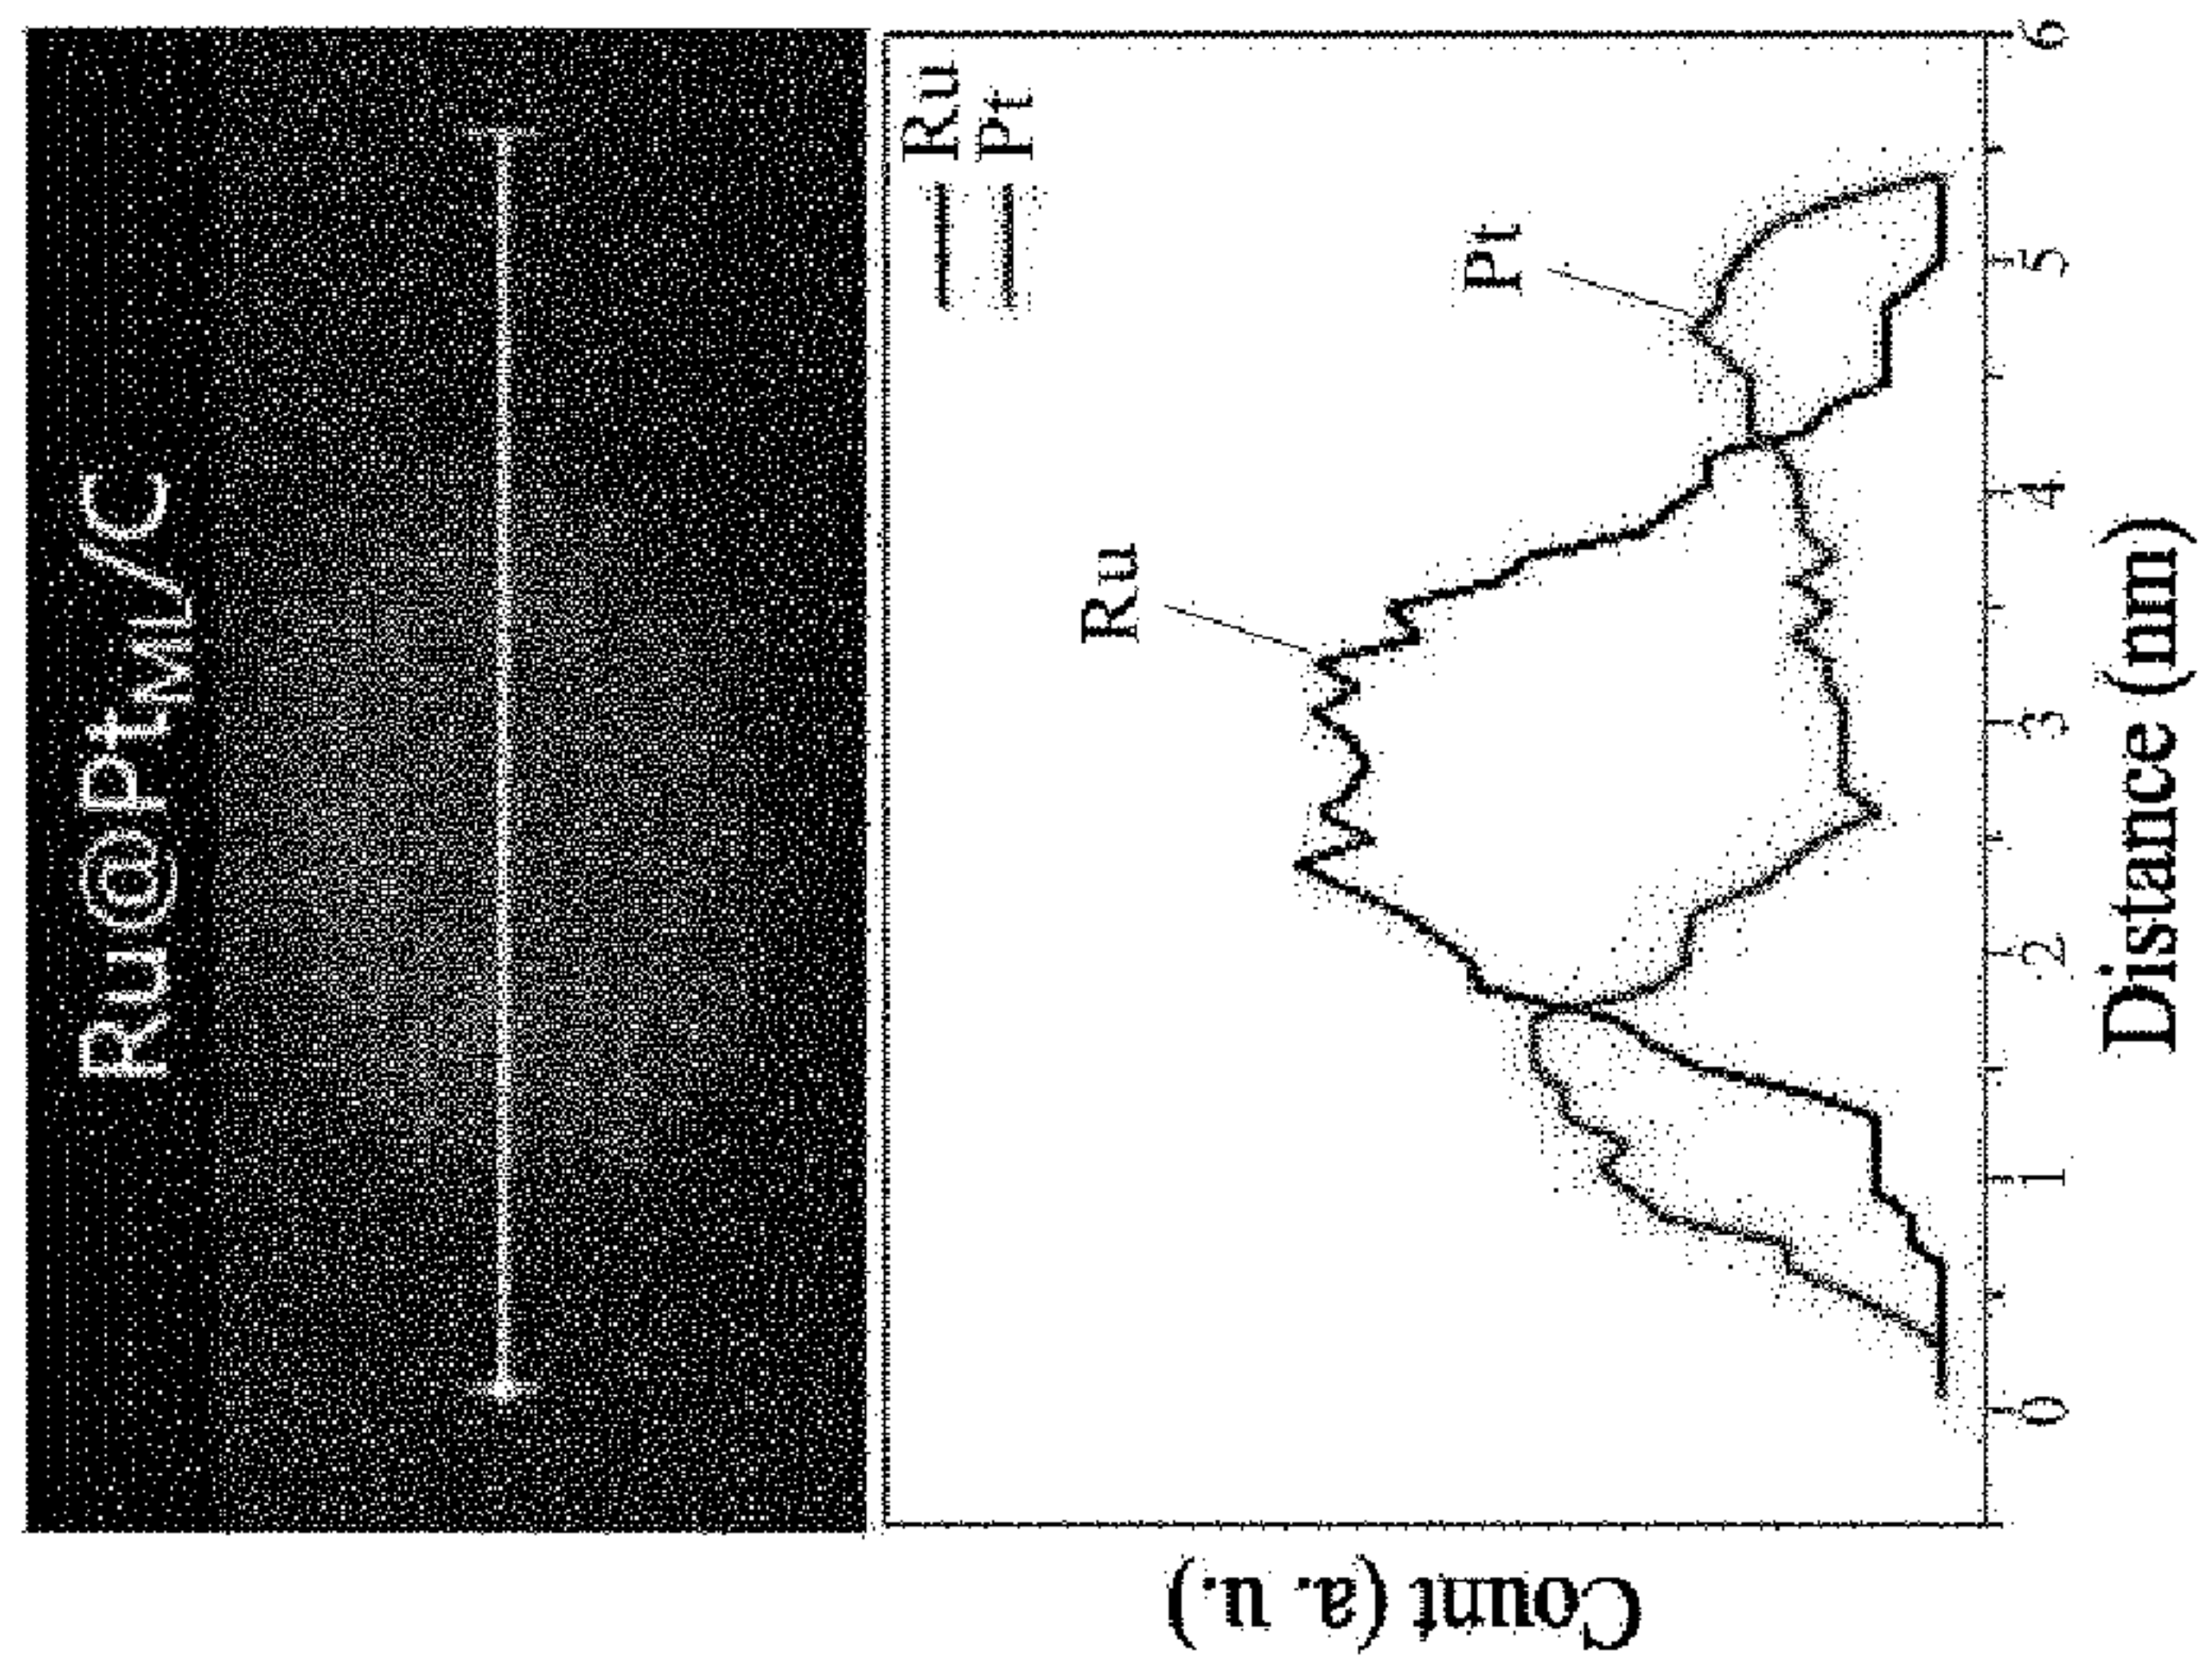 Ru@PtML/C
Ru
Pt
Ru
Pt
Count (a. u.)
0 1 2 3 4 5 6
Distance (nm)